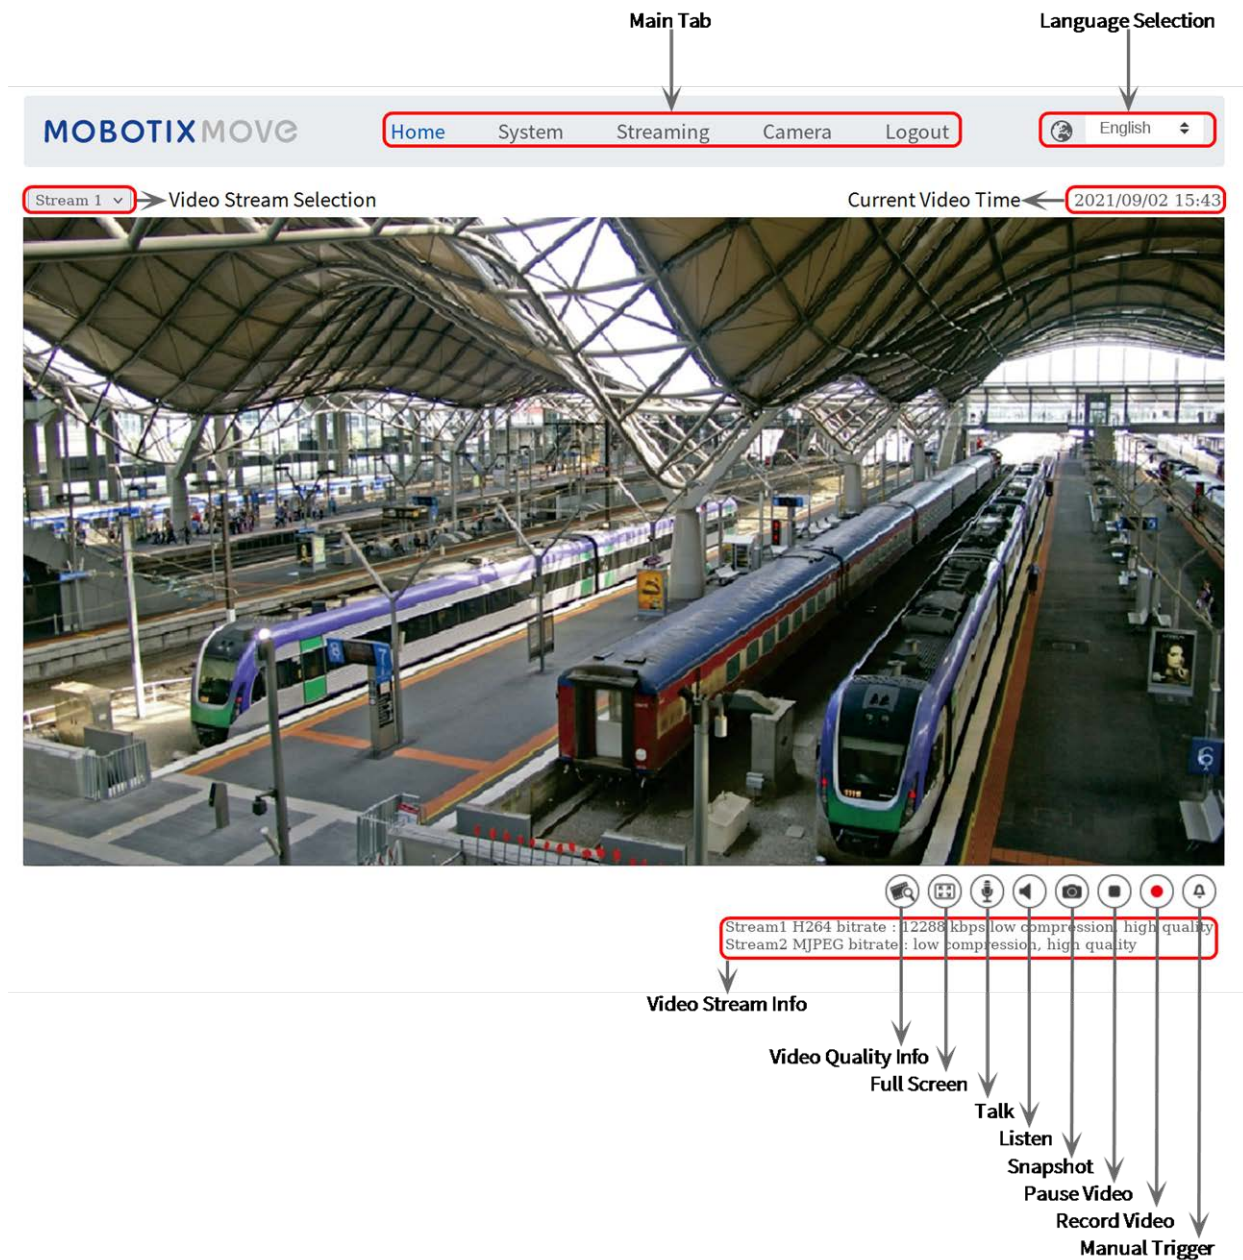 Main Tab
Language Selection
MOBOTIX MOVE
Home System Streaming Camera Logout
English
Stream 1
Video Stream Selection
Current Video Time
2021/09/02 15:43
8
7
6
Stream1 H264 bitrate : 12288 kbps low compression, high quality
Stream2 MJPEG bitrate : low compression, high quality
Video Stream Info
Video Quality Info
Full Screen
Talk
Listen
Snapshot
Pause Video
Record Video
Manual Trigger